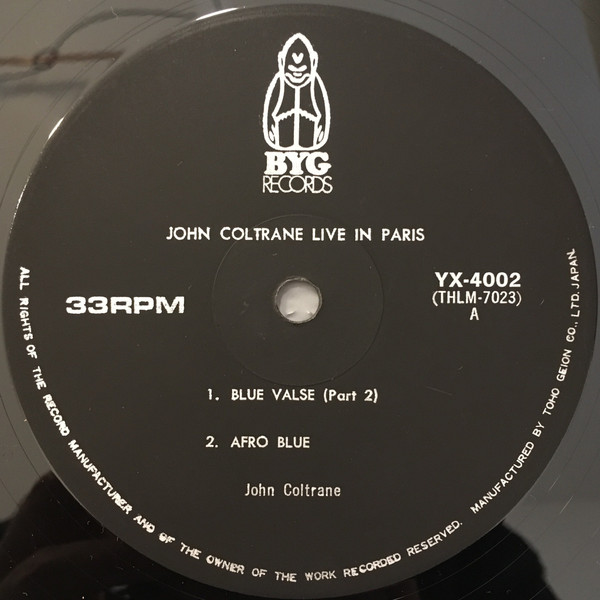 BYG
RECORDS
JOHN COLTRANE LIVE IN PARIS
33RPM
YX-4002
(THLM-7023)
A
1. BLUE VALSE (Part 2)
2. AFRO BLUE
John Coltrane
ALL RIGHTS OF THE RECORD MANUFACTURER AND OF THE OWNER OF THE WORK RECORDED RESERVED. MANUFACTURED BY TOHO GEION CO., LTD. JAPAN.